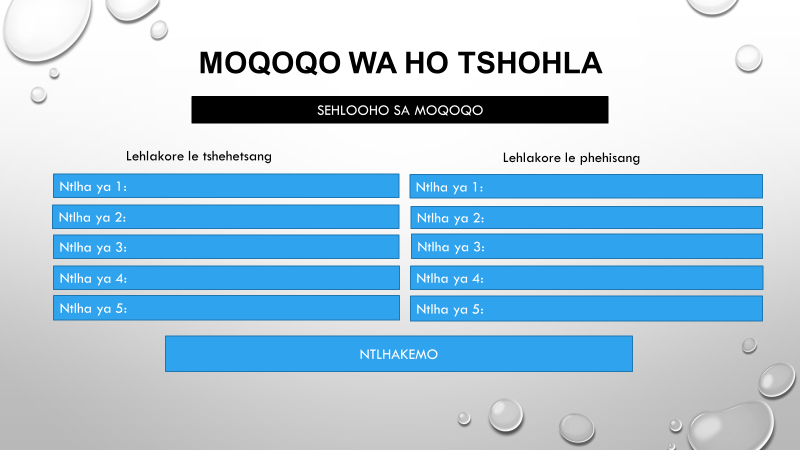 MOQOQO WA HO TSHOHLA
SEHLOOHO SA MOQOQO
Lehlakore le tshehetsang
Ntlha ya 1:
Ntlha ya 2:
Ntlha ya 3:
Ntlha ya 4:
Ntlha ya 5:
Lehlakore le phehisang
Ntlha ya 1:
Ntlha ya 2:
Ntlha ya 3:
Ntlha ya 4:
Ntlha ya 5:
NTLHAKEMO